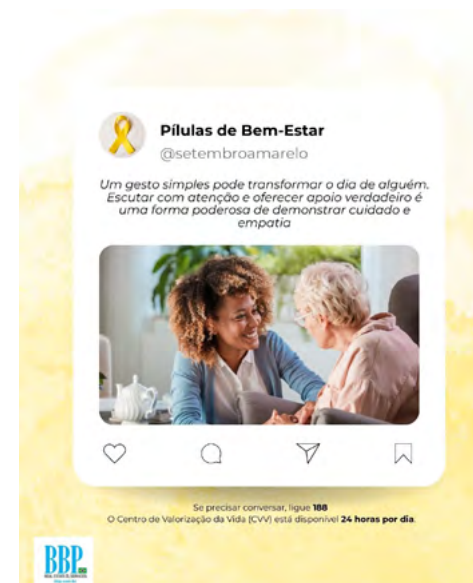 Pílulas de Bem-Estar
@setembroamarelo
Um gesto simples pode transformar o dia de alguém.
Escutar com atenção e oferecer apoio verdadeiro é
uma forma poderosa de demonstrar cuidado e
empatia
Se precisar conversar, ligue 188
O Centro de Valorização da Vida (CVV) está disponível 24 horas por dia.
BBP